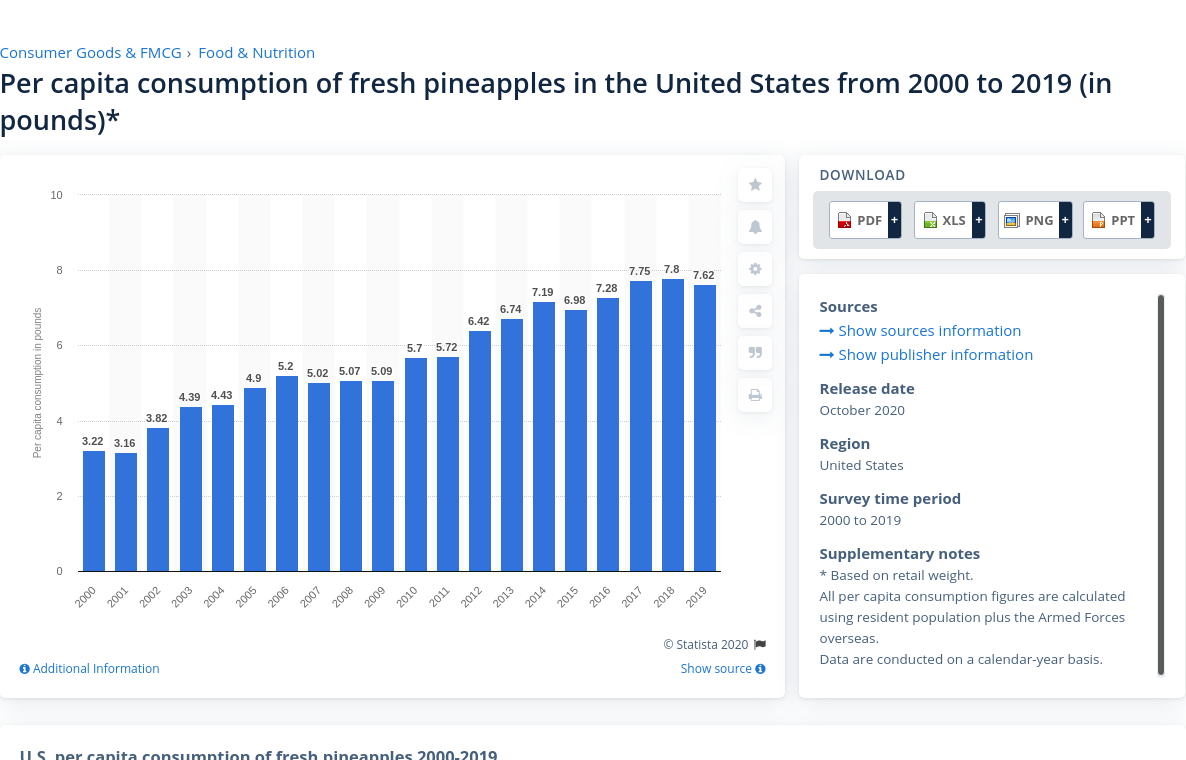 Consumer Goods & FMCG › Food & Nutrition
Per capita consumption of fresh pineapples in the United States from 2000 to 2019 (in
pounds)*
10
8
6
4
2
0
Per capita consumption in pounds
3.22
3.16
3.82
4.39
4.43
4.9
5.2
5.02
5.07
5.09
5.7
5.72
6.42
6.74
7.19
6.98
7.28
7.75
7.8
7.62
2000
2001
2002
2003
2004
2005
2006
2007
2008
2009
2010
2011
2012
2013
2014
2015
2016
2017
2018
2019
© Statista 2020
Additional Information
Show source
DOWNLOAD
PDF + XLS + PNG + PPT +
Sources
Show sources information
Show publisher information
Release date
October 2020
Region
United States
Survey time period
2000 to 2019
Supplementary notes
* Based on retail weight.
All per capita consumption figures are calculated
using resident population plus the Armed Forces
overseas.
Data are conducted on a calendar-year basis.
U.S. per capita consumption of fresh pineapples 2000-2019